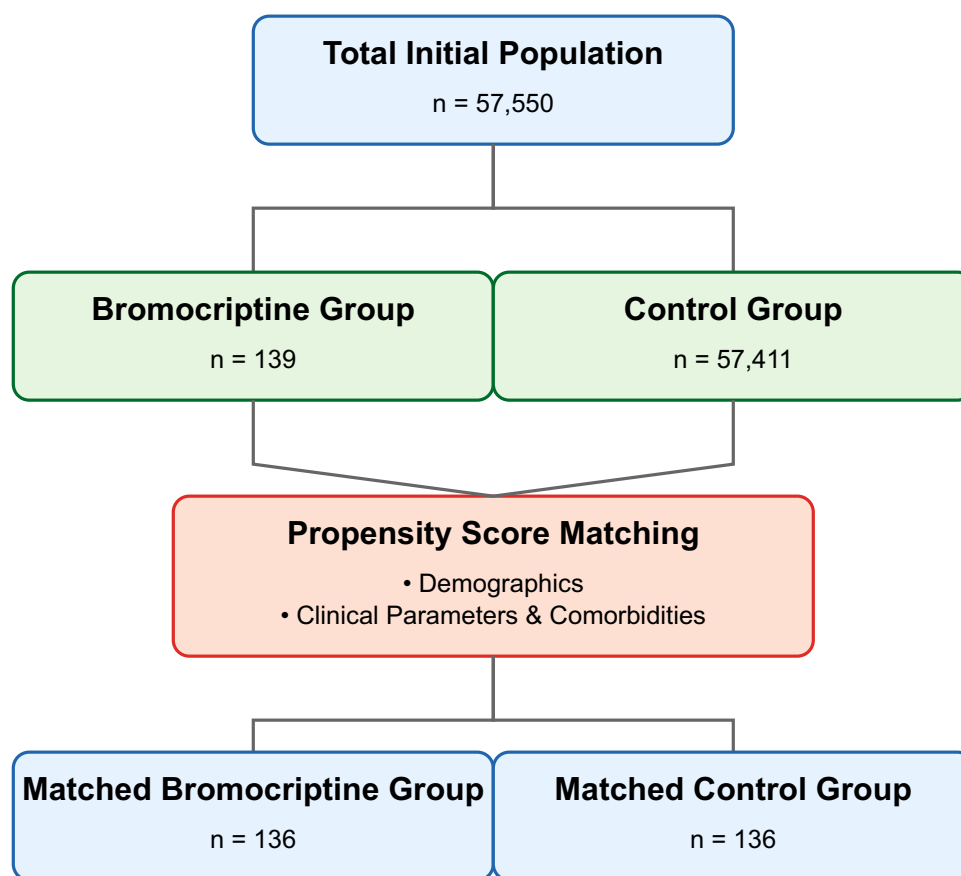 Total Initial Population
n = 57,550
Bromocriptine Group
n = 139
Control Group
n = 57,411
Propensity Score Matching
• Demographics
• Clinical Parameters & Comorbidities
Matched Bromocriptine Group
n = 136
Matched Control Group
n = 136